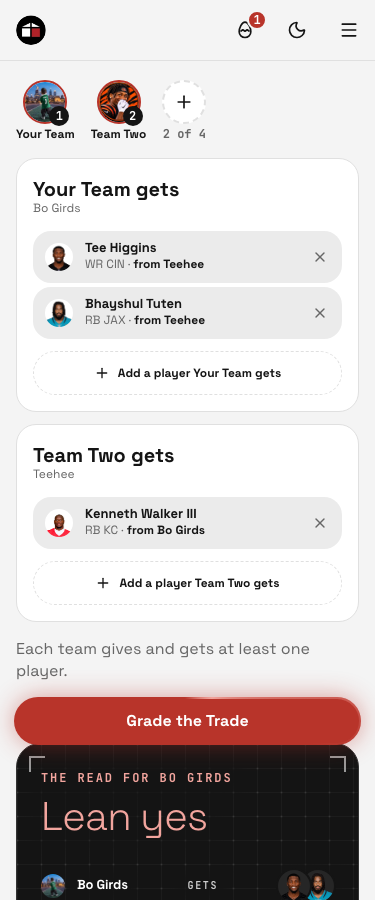 1
1
2
Your Team
Team Two
2 of 4
Your Team gets
Bo Girds
Tee Higgins
WR CIN · from Teehee
Bhayshul Tuten
RB JAX · from Teehee
Add a player Your Team gets
Team Two gets
Teehee
Kenneth Walker III
RB KC · from Bo Girds
Add a player Team Two gets
Each team gives and gets at least one
player.
Grade the Trade
THE READ FOR BO GIRDS
Lean yes
Bo Girds GETS